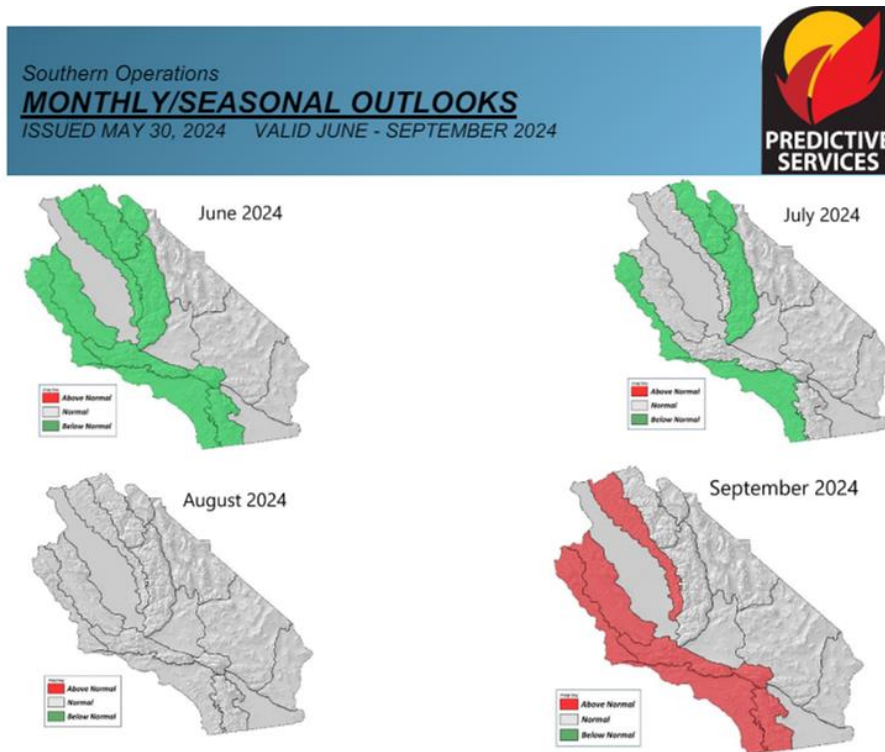 Southern Operations
MONTHLY/SEASONAL OUTLOOKS
ISSUED MAY 30, 2024 VALID JUNE - SEPTEMBER 2024
PREDICTIVE
SERVICES
June 2024
Above Normal
Normal
Below Normal
July 2024
Above Normal
Normal
Below Normal
August 2024
Above Normal
Normal
Below Normal
September 2024
Above Normal
Normal
Below Normal